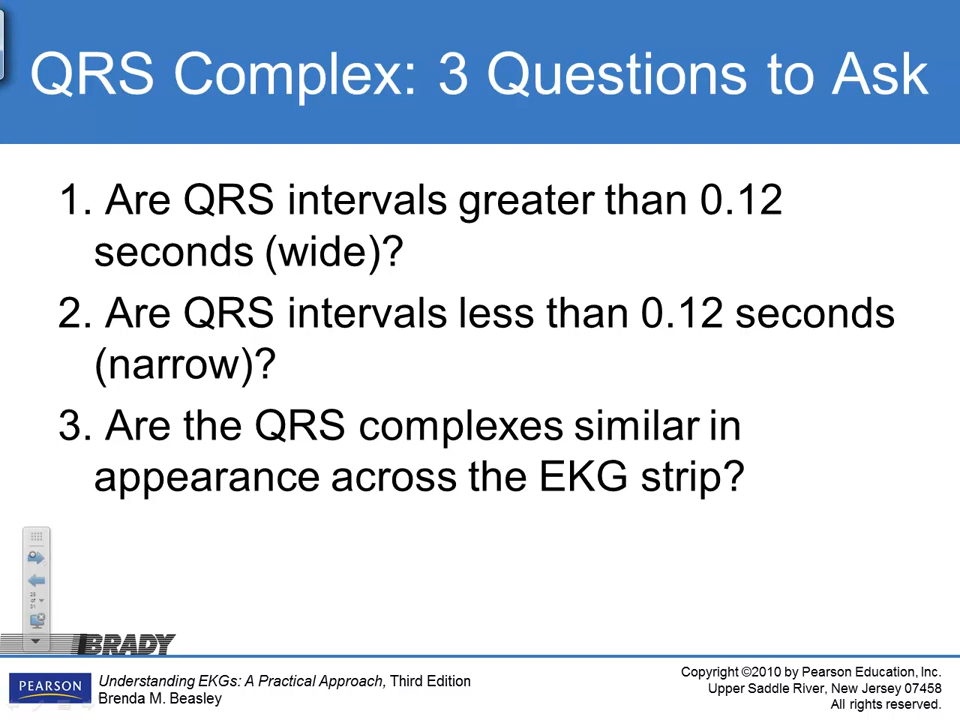 QRS Complex: 3 Questions to Ask
1. Are QRS intervals greater than 0.12
seconds (wide)?
2. Are QRS intervals less than 0.12 seconds
(narrow)?
3. Are the QRS complexes similar in
appearance across the EKG strip?
28
of
31
BRADY
PEARSON
Understanding EKGs: A Practical Approach, Third Edition
Brenda M. Beasley
Copyright ©2010 by Pearson Education, Inc.
Upper Saddle River, New Jersey 07458
All rights reserved.